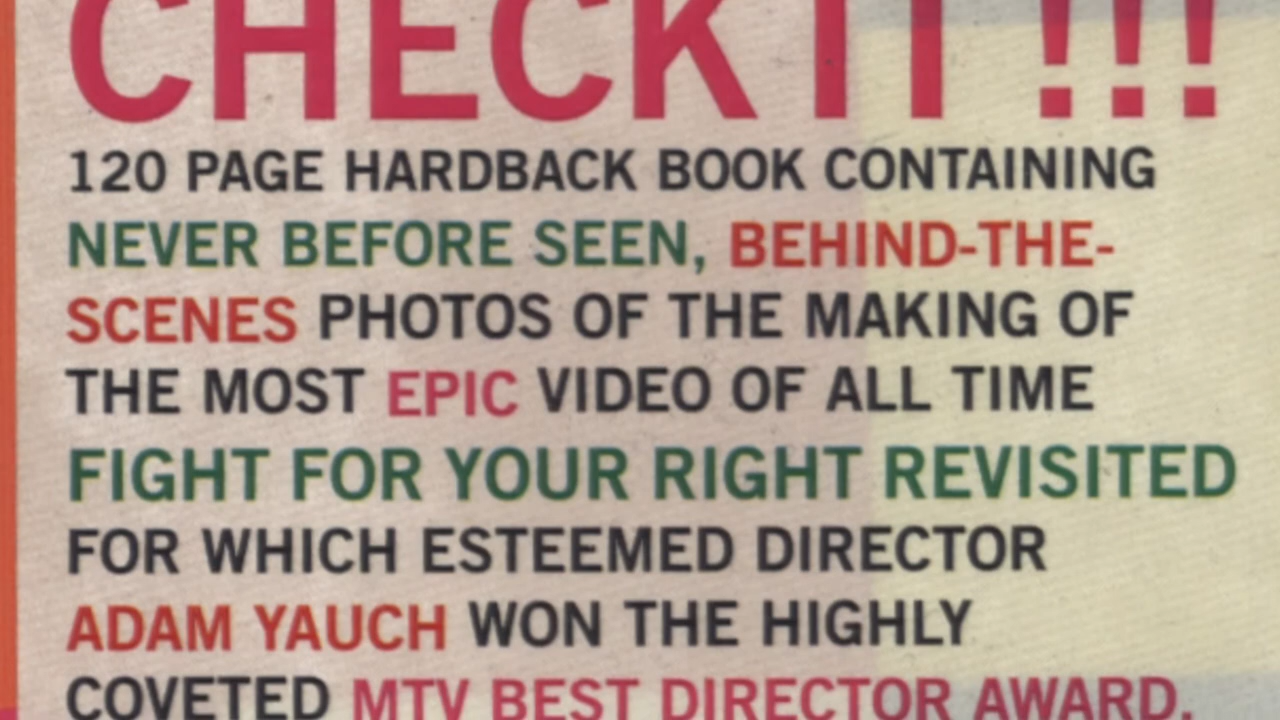 CHECK IT !!!
120 PAGE HARDBACK BOOK CONTAINING
NEVER BEFORE SEEN, BEHIND-THE-
SCENES PHOTOS OF THE MAKING OF
THE MOST EPIC VIDEO OF ALL TIME
FIGHT FOR YOUR RIGHT REVISITED
FOR WHICH ESTEEMED DIRECTOR
ADAM YAUCH WON THE HIGHLY
COVETED MTV BEST DIRECTOR AWARD.